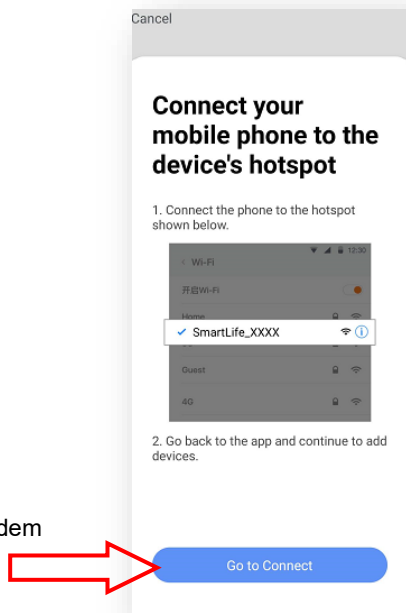 Cancel
Connect your
mobile phone to the
device's hotspot
1. Connect the phone to the hotspot
shown below.
12:30
< Wi-Fi
开启Wi-Fi
Home
SmartLife_XXXX
Guest
4G
2. Go back to the app and continue to add
devices.
dem
Go to Connect